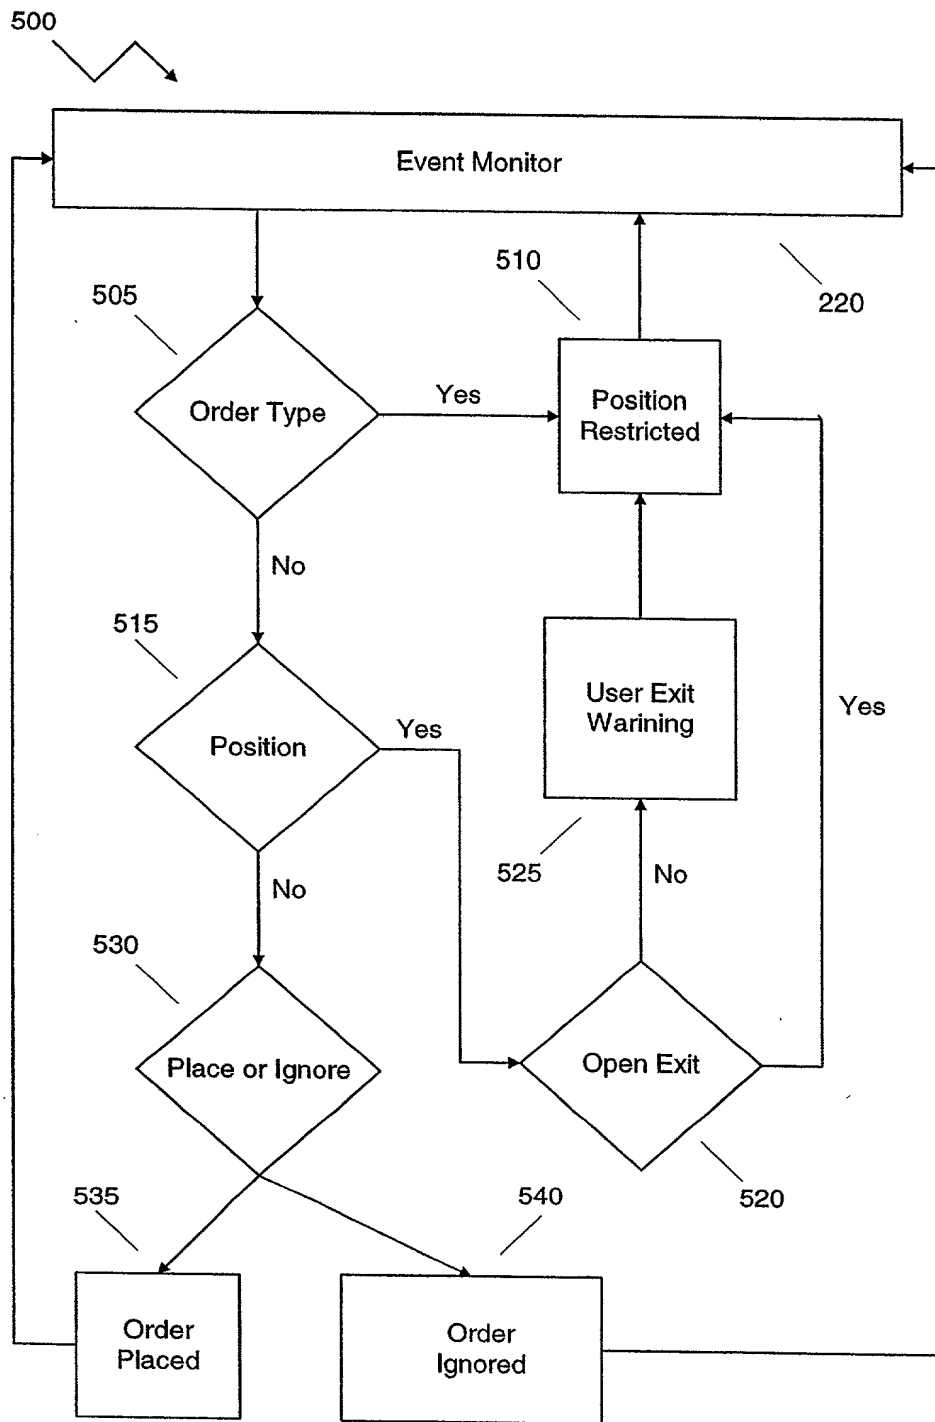 500
Event Monitor
220
510
505
Order Type
Yes
Position
Restricted
No
515
Position
Yes
User Exit
Warining
Yes
525
No
No
530
Place or Ignore
Open Exit
520
535
540
Order
Placed
Order
Ignored